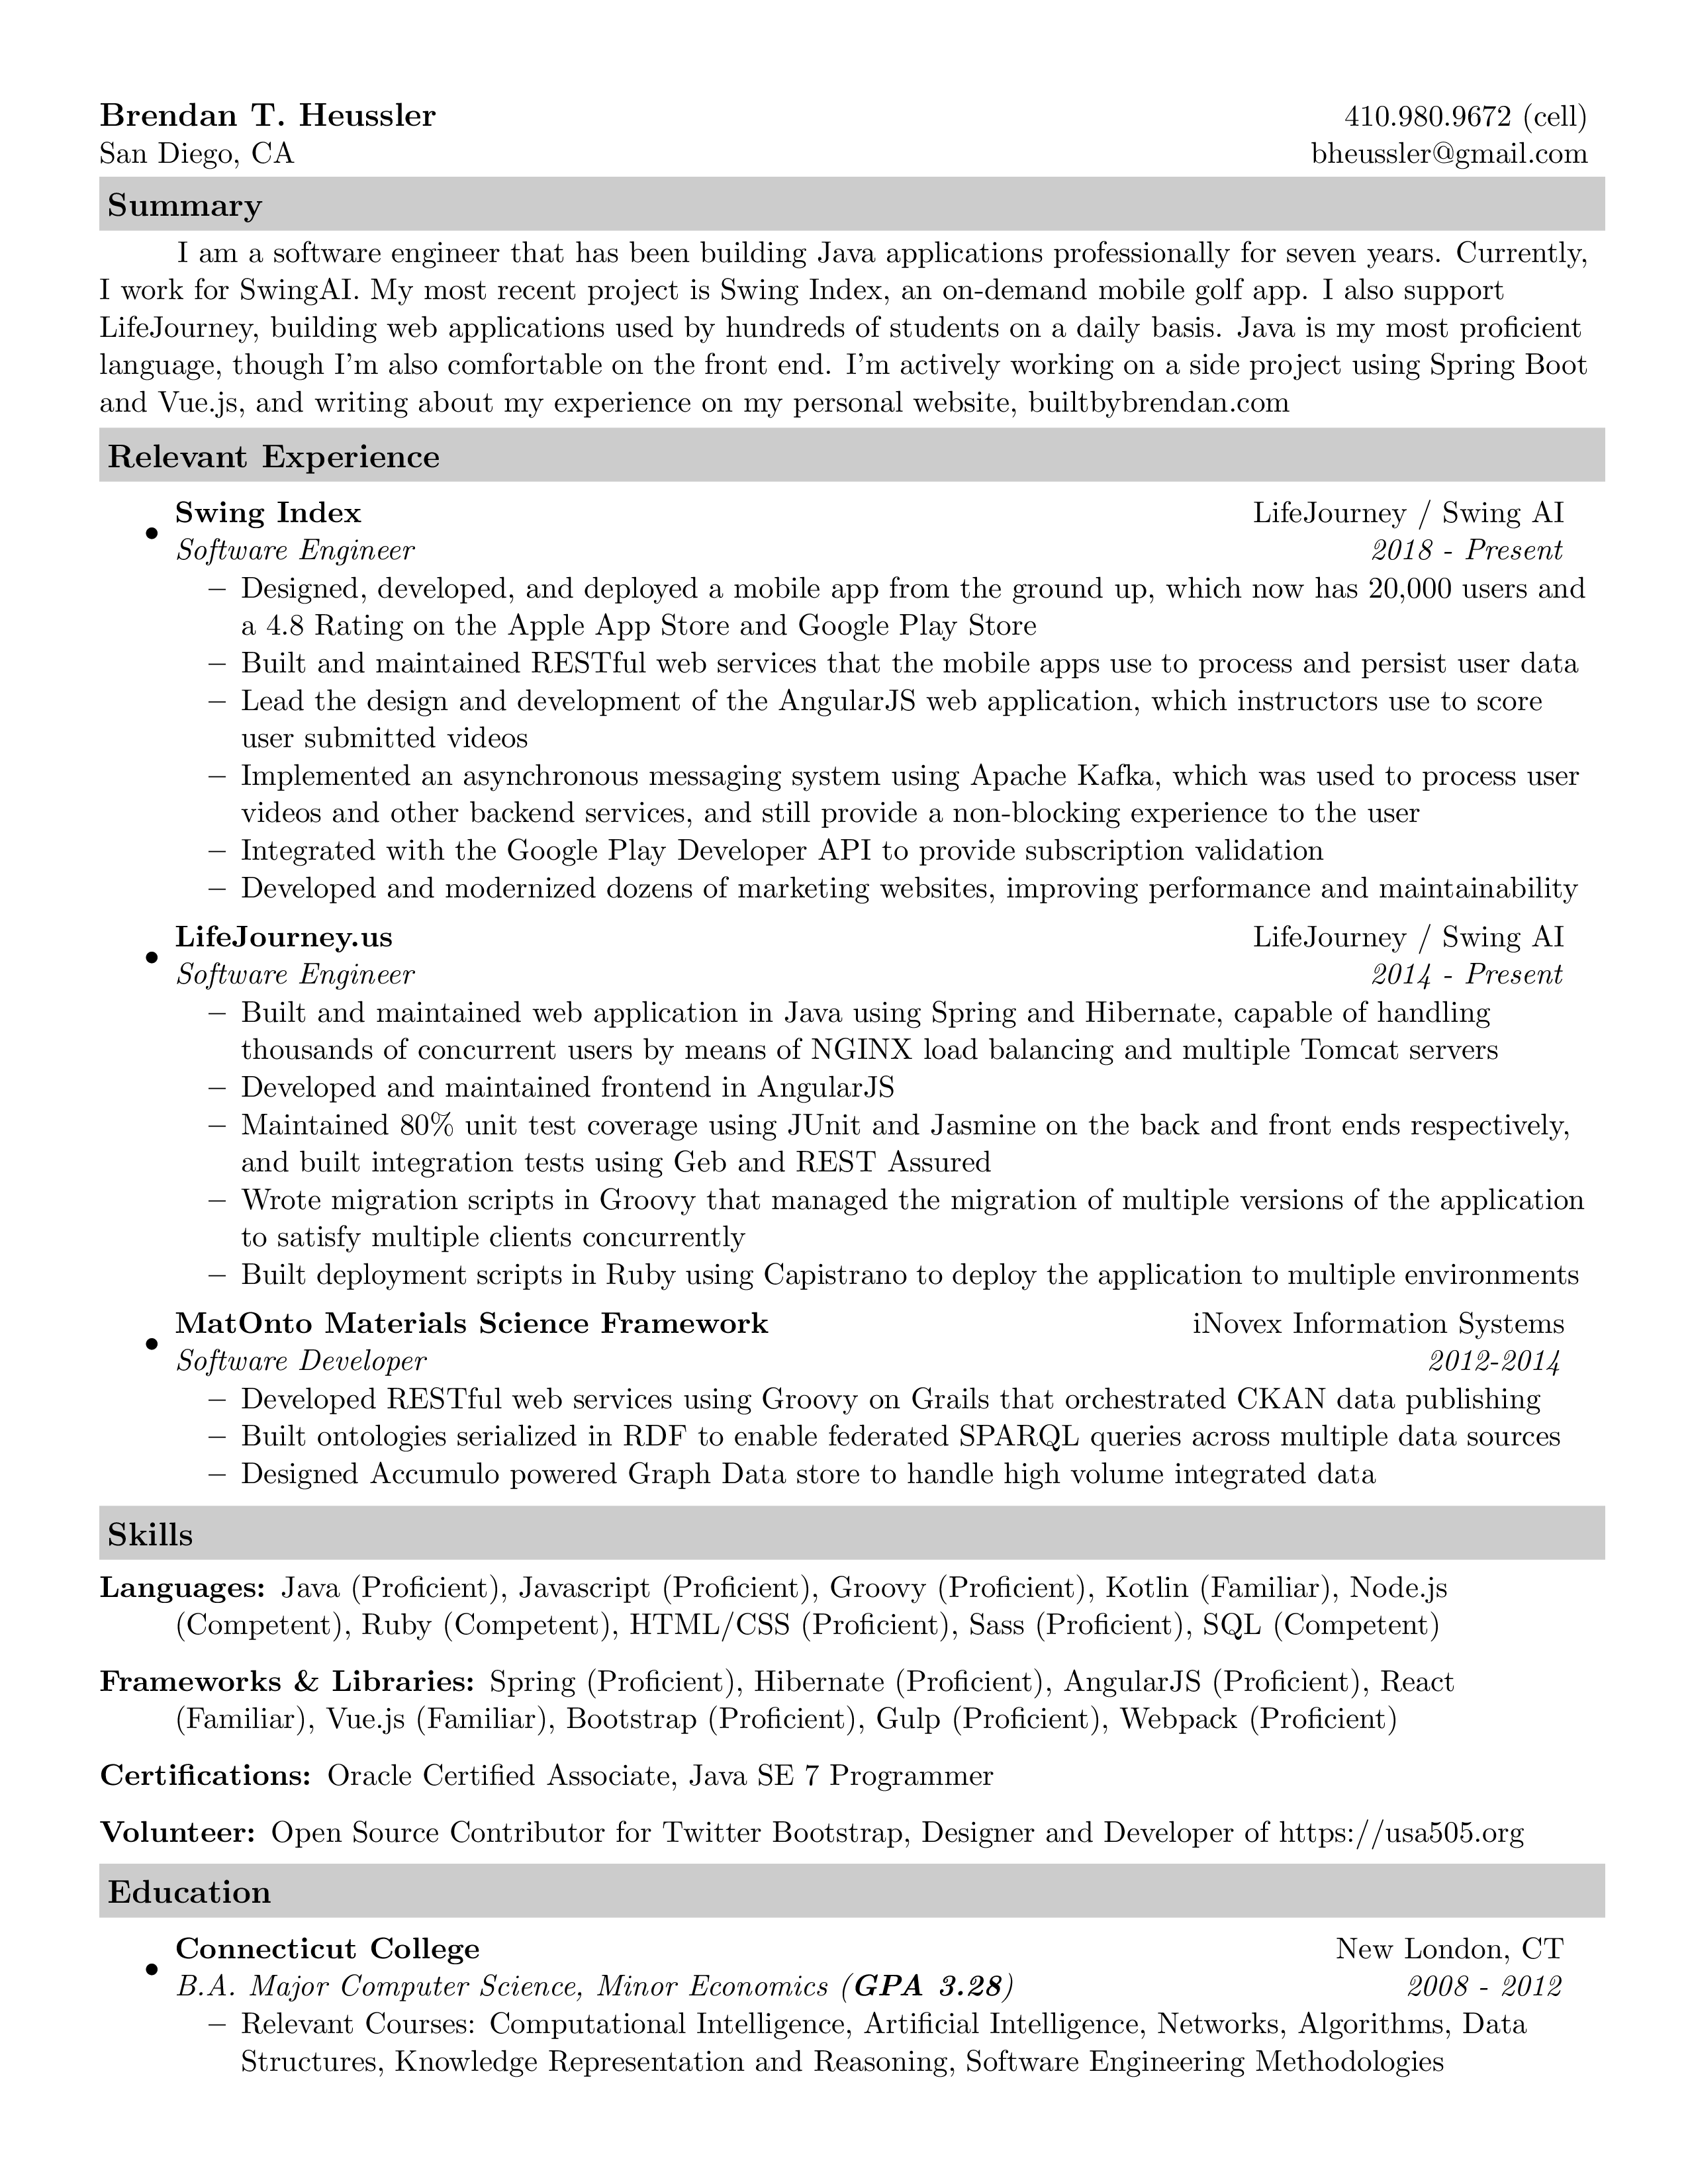 Brendan T. Heussler 410.980.9672 (cell)
San Diego, CA bheussler@gmail.com
Summary
I am a software engineer that has been building Java applications professionally for seven years. Currently,
I work for SwingAI. My most recent project is Swing Index, an on-demand mobile golf app. I also support
LifeJourney, building web applications used by hundreds of students on a daily basis. Java is my most proficient
language, though I'm also comfortable on the front end. I'm actively working on a side project using Spring Boot
and Vue.js, and writing about my experience on my personal website, builtbybrendan.com
Relevant Experience
• Swing Index LifeJourney / Swing AI
Software Engineer 2018 - Present
– Designed, developed, and deployed a mobile app from the ground up, which now has 20,000 users and
a 4.8 Rating on the Apple App Store and Google Play Store
– Built and maintained RESTful web services that the mobile apps use to process and persist user data
– Lead the design and development of the AngularJS web application, which instructors use to score
user submitted videos
– Implemented an asynchronous messaging system using Apache Kafka, which was used to process user
videos and other backend services, and still provide a non-blocking experience to the user
– Integrated with the Google Play Developer API to provide subscription validation
– Developed and modernized dozens of marketing websites, improving performance and maintainability
• LifeJourney.us LifeJourney / Swing AI
Software Engineer 2014 - Present
– Built and maintained web application in Java using Spring and Hibernate, capable of handling
thousands of concurrent users by means of NGINX load balancing and multiple Tomcat servers
– Developed and maintained frontend in AngularJS
– Maintained 80% unit test coverage using JUnit and Jasmine on the back and front ends respectively,
and built integration tests using Geb and REST Assured
– Wrote migration scripts in Groovy that managed the migration of multiple versions of the application
to satisfy multiple clients concurrently
– Built deployment scripts in Ruby using Capistrano to deploy the application to multiple environments
• MatOnto Materials Science Framework iNovex Information Systems
Software Developer 2012-2014
– Developed RESTful web services using Groovy on Grails that orchestrated CKAN data publishing
– Built ontologies serialized in RDF to enable federated SPARQL queries across multiple data sources
– Designed Accumulo powered Graph Data store to handle high volume integrated data
Skills
Languages: Java (Proficient), Javascript (Proficient), Groovy (Proficient), Kotlin (Familiar), Node.js
(Competent), Ruby (Competent), HTML/CSS (Proficient), Sass (Proficient), SQL (Competent)
Frameworks & Libraries: Spring (Proficient), Hibernate (Proficient), AngularJS (Proficient), React
(Familiar), Vue.js (Familiar), Bootstrap (Proficient), Gulp (Proficient), Webpack (Proficient)
Certifications: Oracle Certified Associate, Java SE 7 Programmer
Volunteer: Open Source Contributor for Twitter Bootstrap, Designer and Developer of https://usa505.org
Education
• Connecticut College New London, CT
B.A. Major Computer Science, Minor Economics (GPA 3.28) 2008 - 2012
– Relevant Courses: Computational Intelligence, Artificial Intelligence, Networks, Algorithms, Data
Structures, Knowledge Representation and Reasoning, Software Engineering Methodologies